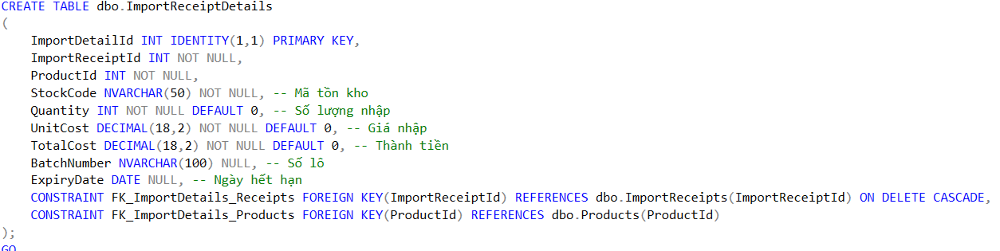 CREATE TABLE dbo.ImportReceiptDetails
(
    ImportDetailId INT IDENTITY(1,1) PRIMARY KEY,
    ImportReceiptId INT NOT NULL,
    ProductId INT NOT NULL,
    StockCode NVARCHAR(50) NOT NULL, -- Mã tồn kho
    Quantity INT NOT NULL DEFAULT 0, -- Số lượng nhập
    UnitCost DECIMAL(18,2) NOT NULL DEFAULT 0, -- Giá nhập
    TotalCost DECIMAL(18,2) NOT NULL DEFAULT 0, -- Thành tiền
    BatchNumber NVARCHAR(100) NULL, -- Số lô
    ExpiryDate DATE NULL, -- Ngày hết hạn
    CONSTRAINT FK_ImportDetails_Receipts FOREIGN KEY(ImportReceiptId) REFERENCES dbo.ImportReceipts(ImportReceiptId) ON DELETE CASCADE,
    CONSTRAINT FK_ImportDetails_Products FOREIGN KEY(ProductId) REFERENCES dbo.Products(ProductId)
);
GO